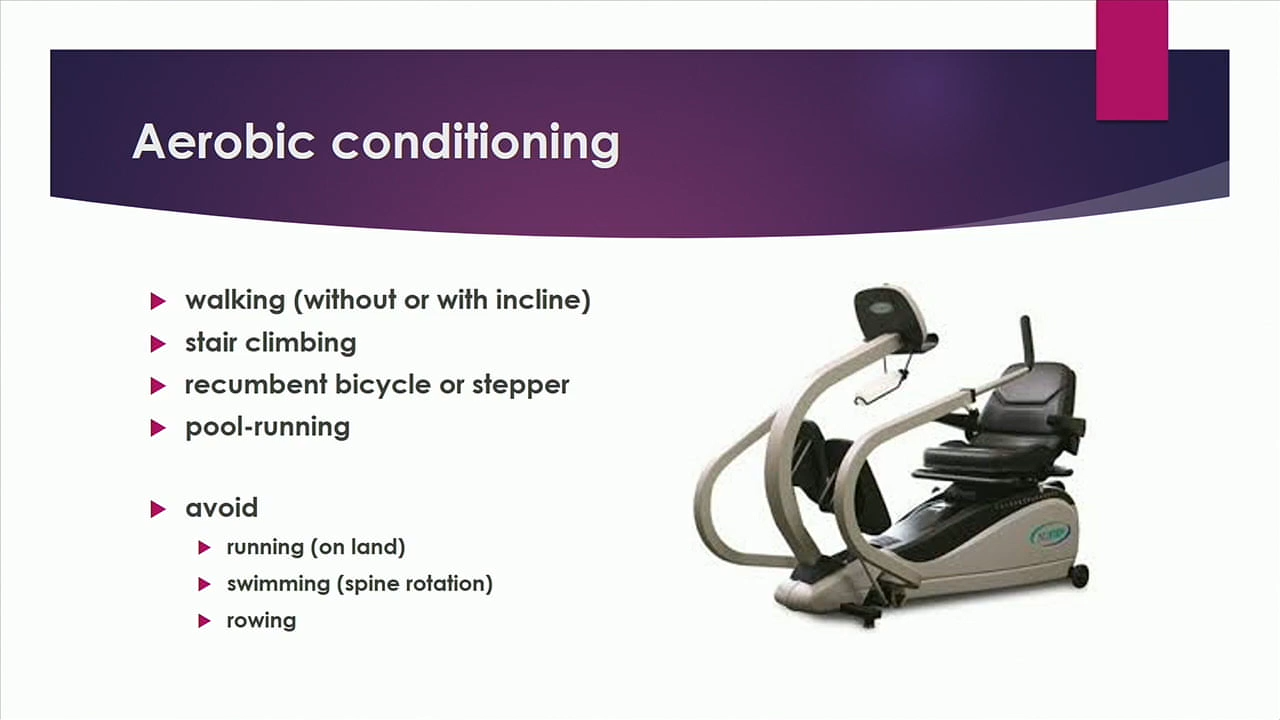 Aerobic conditioning
walking (without or with incline)
stair climbing
recumbent bicycle or stepper
pool-running
avoid
running (on land)
swimming (spine rotation)
rowing